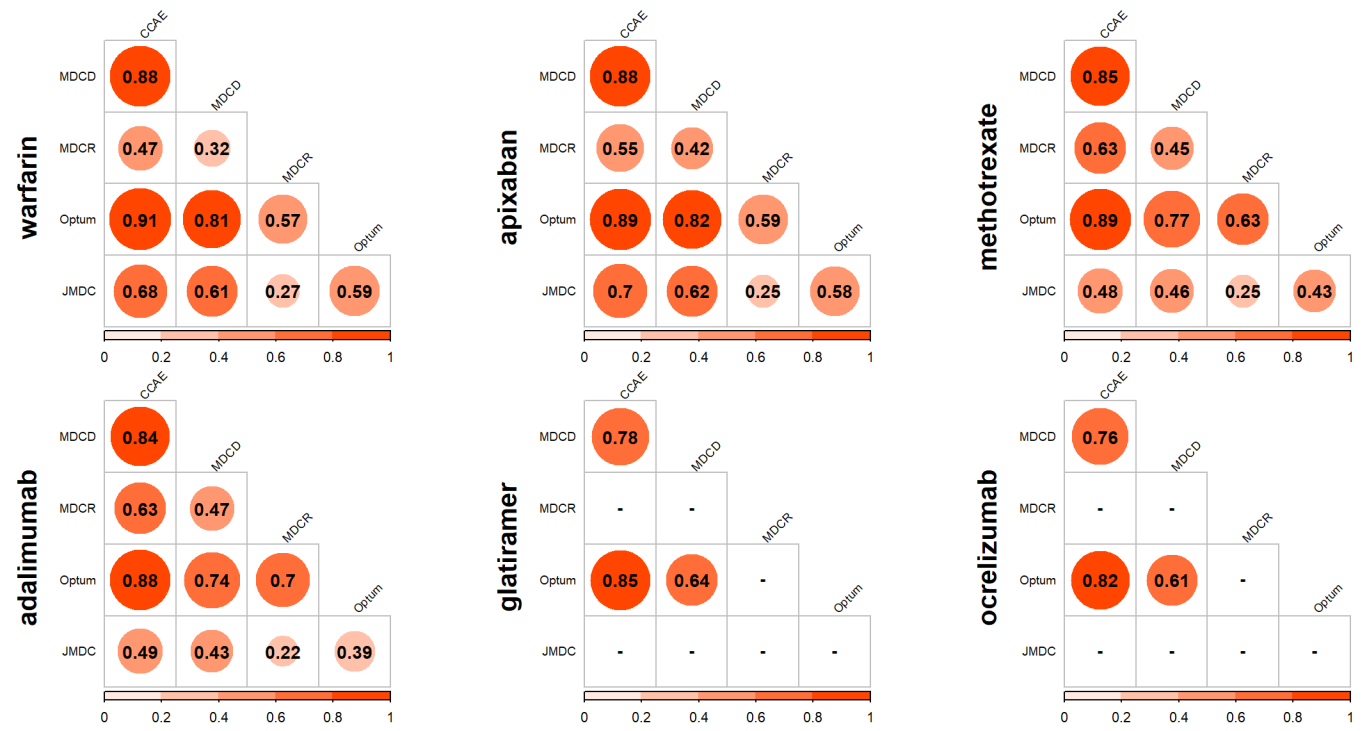 warfarin
CCAE
MDCD 0.88
MDCD
MDCR 0.47 0.32
MDCR
Optum 0.91 0.81 0.57
Optum
JMDC 0.68 0.61 0.27 0.59
0 0.2 0.4 0.6 0.8 1
apixaban
CCAE
MDCD 0.88
MDCD
MDCR 0.55 0.42
MDCR
Optum 0.89 0.82 0.59
Optum
JMDC 0.7 0.62 0.25 0.58
0 0.2 0.4 0.6 0.8 1
methotrexate
CCAE
MDCD 0.85
MDCD
MDCR 0.63 0.45
MDCR
Optum 0.89 0.77 0.63
Optum
JMDC 0.48 0.46 0.25 0.43
0 0.2 0.4 0.6 0.8 1
adalimumab
CCAE
MDCD 0.84
MDCD
MDCR 0.63 0.47
MDCR
Optum 0.88 0.74 0.7
Optum
JMDC 0.49 0.43 0.22 0.39
0 0.2 0.4 0.6 0.8 1
glatiramer
CCAE
MDCD 0.78
MDCD
MDCR - -
MDCR
Optum 0.85 0.64 -
Optum
JMDC - - - -
0 0.2 0.4 0.6 0.8 1
ocrelizumab
CCAE
MDCD 0.76
MDCD
MDCR - -
MDCR
Optum 0.82 0.61 -
Optum
JMDC - - - -
0 0.2 0.4 0.6 0.8 1